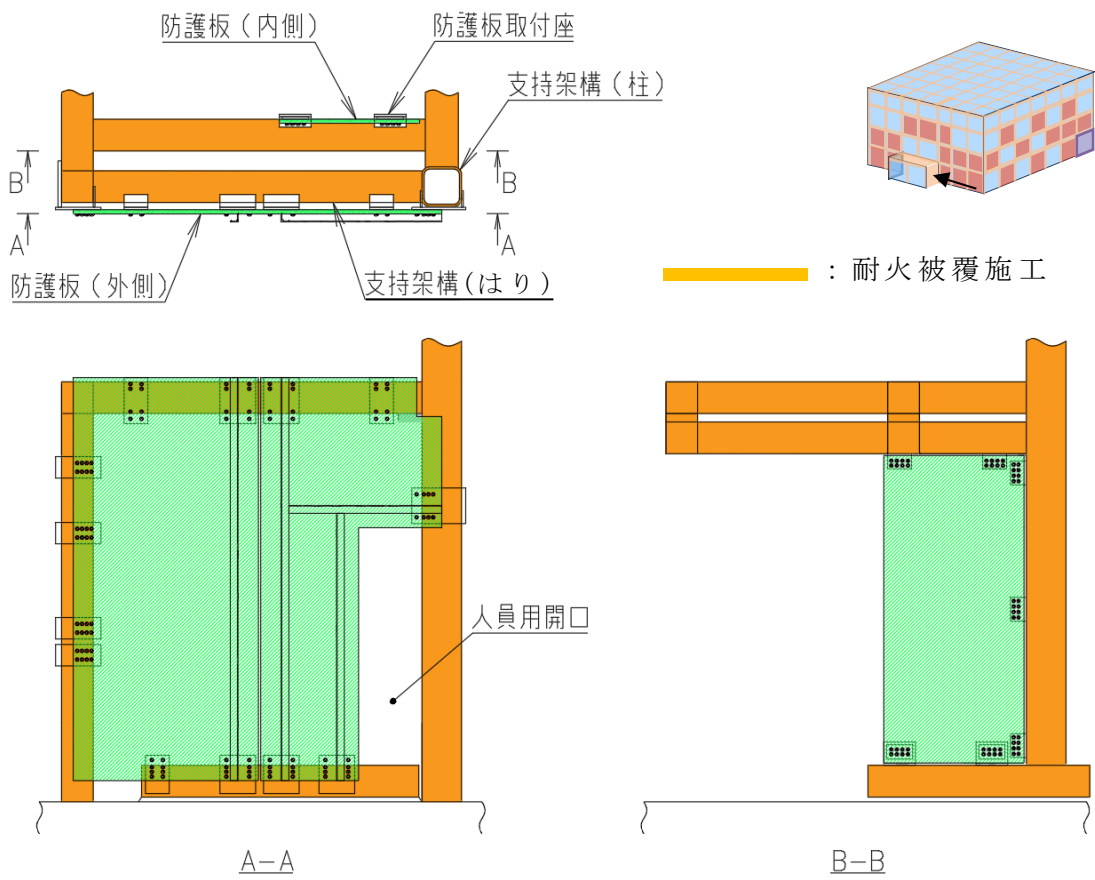 防護板（内側）
防護板取付座
支持架構（柱）
B
B
A
A
防護板（外側）
支持架構(はり)
：耐火被覆施工
人員用開口
A－A
B－B